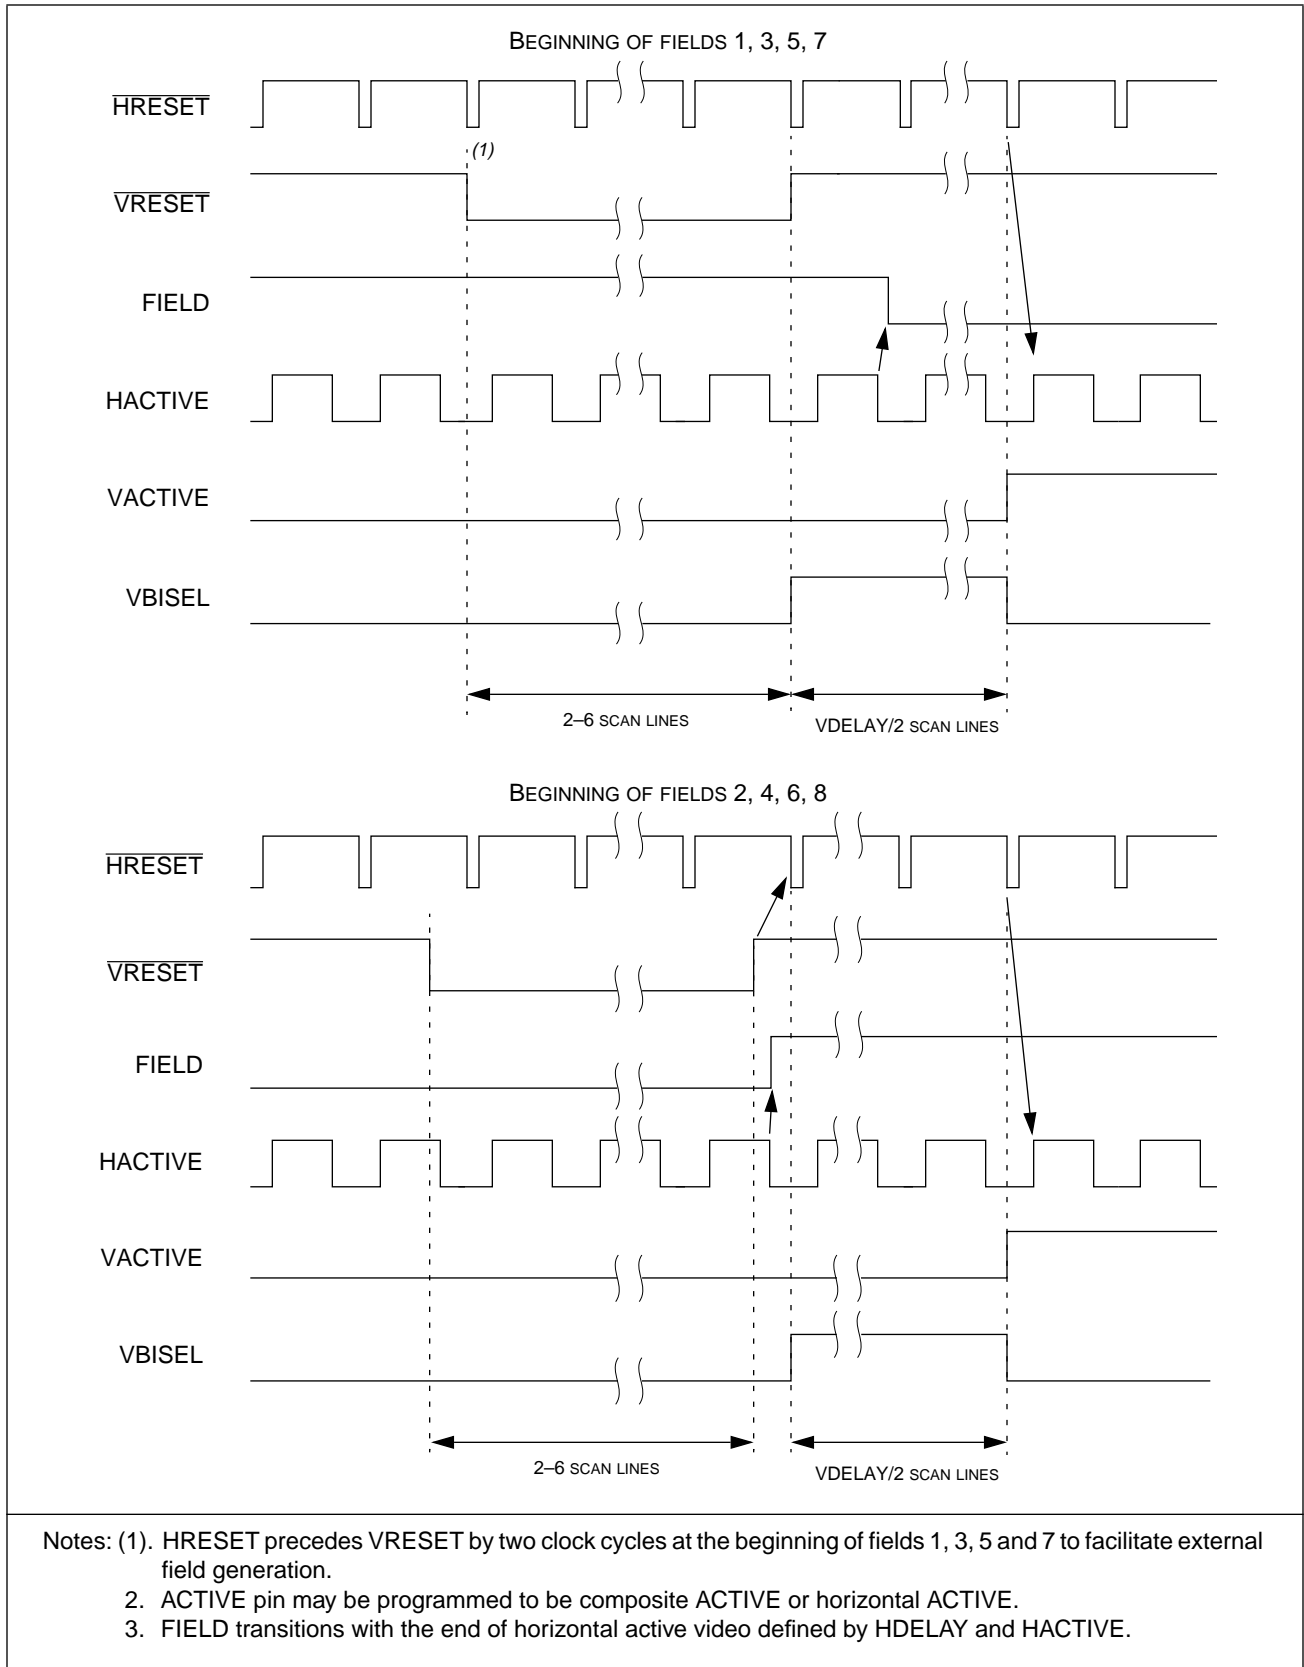 BEGINNING OF FIELDS 1, 3, 5, 7
HRESET
(1)
VRESET
FIELD
HACTIVE
VACTIVE
VBISEL
2–6 SCAN LINES
VDELAY/2 SCAN LINES
BEGINNING OF FIELDS 2, 4, 6, 8
HRESET
VRESET
FIELD
HACTIVE
VACTIVE
VBISEL
2–6 SCAN LINES
VDELAY/2 SCAN LINES
Notes: (1). HRESET precedes VRESET by two clock cycles at the beginning of fields 1, 3, 5 and 7 to facilitate external
field generation.
2. ACTIVE pin may be programmed to be composite ACTIVE or horizontal ACTIVE.
3. FIELD transitions with the end of horizontal active video defined by HDELAY and HACTIVE.